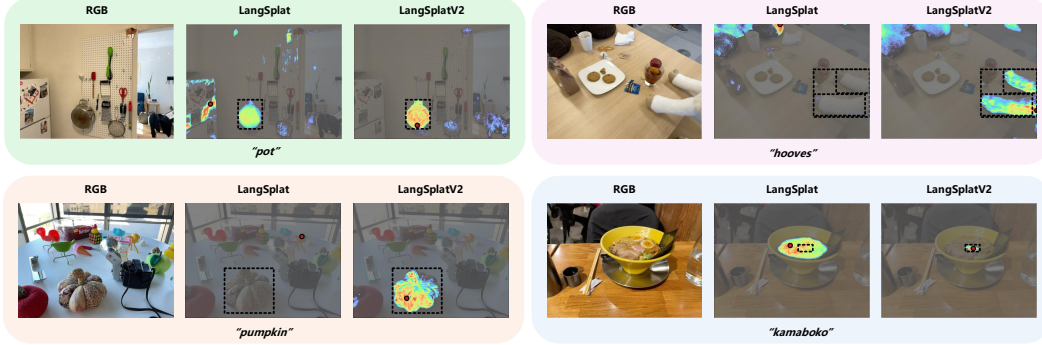 RGB LangSplat LangSplatV2
"pot"
RGB LangSplat LangSplatV2
"hooves"
RGB LangSplat LangSplatV2
"pumpkin"
RGB LangSplat LangSplatV2
"kamaboko"